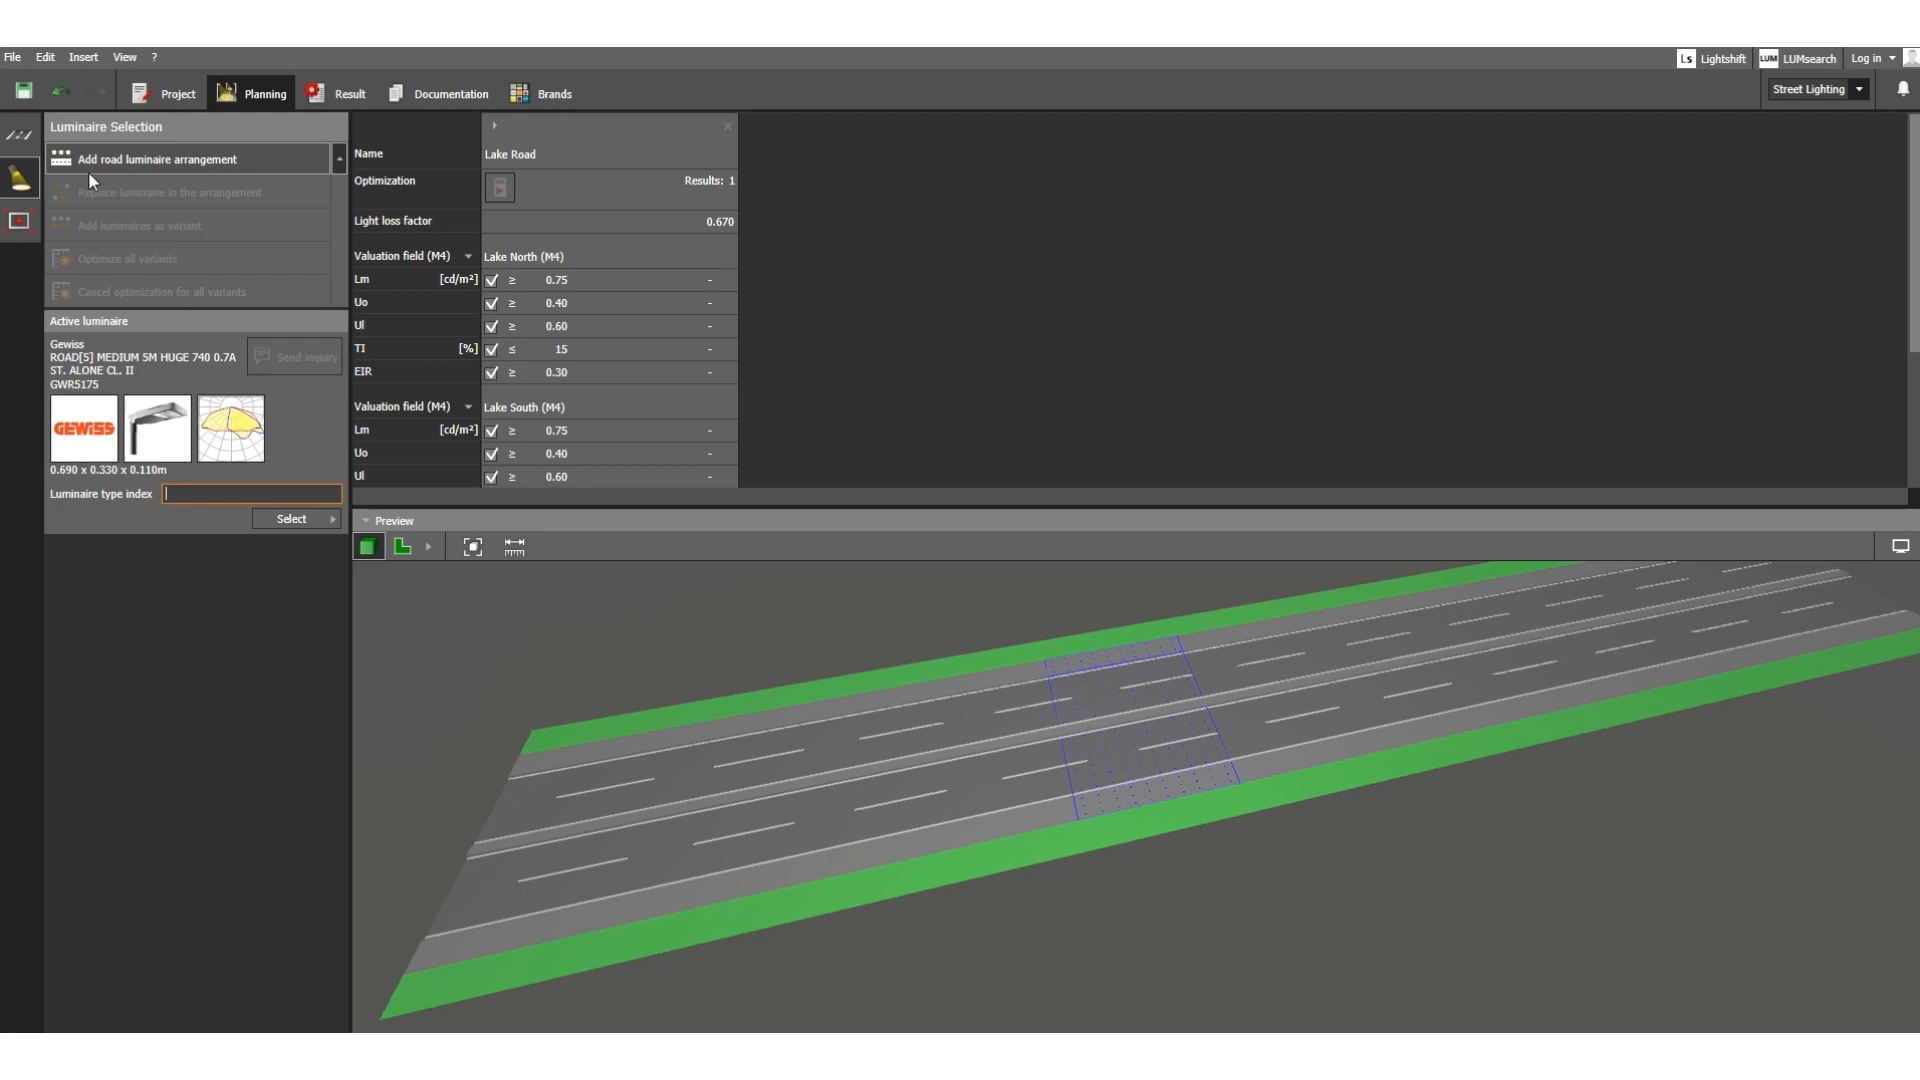 File Edit Insert View ?
Ls Lightshift LUM LUMsearch Log in
Project Planning Result Documentation Brands
Street Lighting
Luminaire Selection
Add road luminaire arrangement
Replace luminaire in the arrangement
Add luminaires as variant
Optimize all variants
Cancel optimization for all variants
Active luminaire
Gewiss
ROAD[5] MEDIUM 5M HUGE 740 0.7A
ST. ALONE CL. II
GWR5175
Send inquiry
GEWISS
0.690 x 0.330 x 0.110m
Luminaire type index
Select
Name Lake Road
Optimization Results: 1
Light loss factor 0.670
Valuation field (M4) Lake North (M4)
Lm [cd/m²] ≥ 0.75 -
Uo ≥ 0.40 -
Ul ≥ 0.60 -
TI [%] ≤ 15 -
EIR ≥ 0.30 -
Valuation field (M4) Lake South (M4)
Lm [cd/m²] ≥ 0.75 -
Uo ≥ 0.40 -
Ul ≥ 0.60 -
Preview